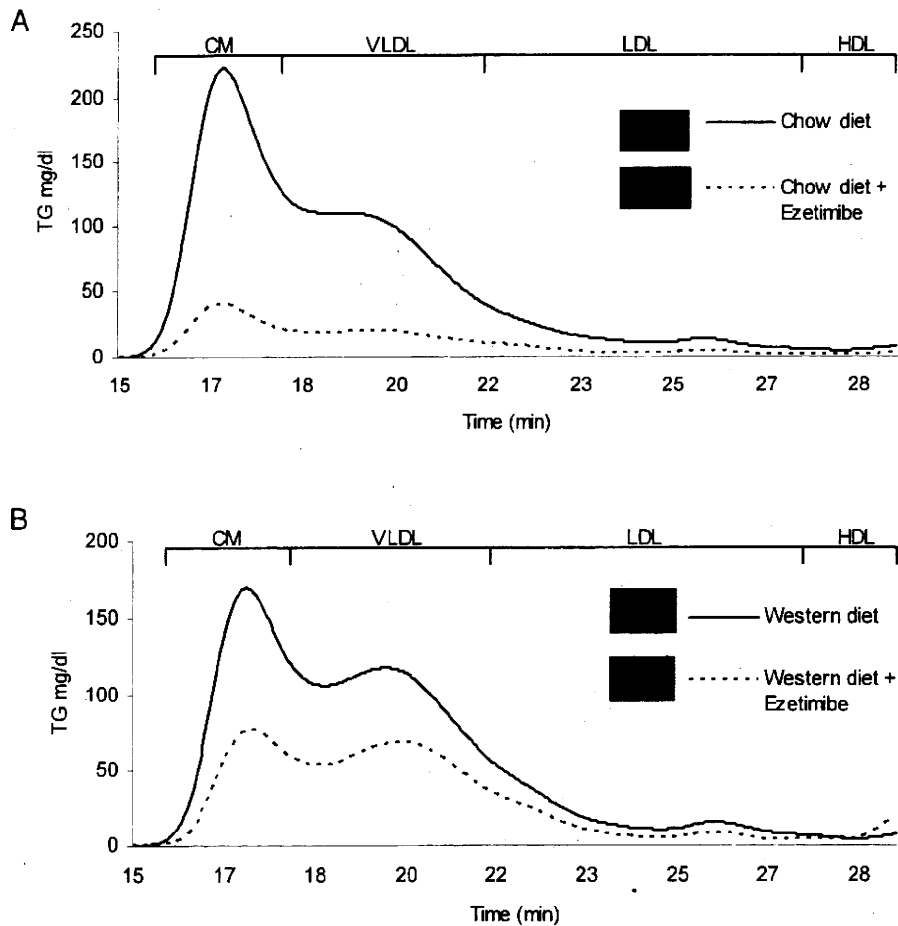 A
250
200
150
100
50
0
TG mg/dl
CM VLDL LDL HDL
Chow diet
Chow diet +
Ezetimibe
15 17 18 20 22 23 25 27 28
Time (min)
B
200
150
100
50
0
TG mg/dl
CM VLDL LDL HDL
Western diet
Western diet +
Ezetimibe
15 17 18 20 22 23 25 27 28
Time (min)